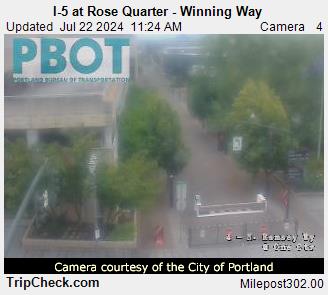 I-5 at Rose Quarter - Winning Way
Updated Jul 22 2024 11:24 AM Camera 4
PBOT
PORTLAND BUREAU OF TRANSPORTATION
Ramsay
Camera courtesy of the City of Portland
TripCheck.com Milepost302.00